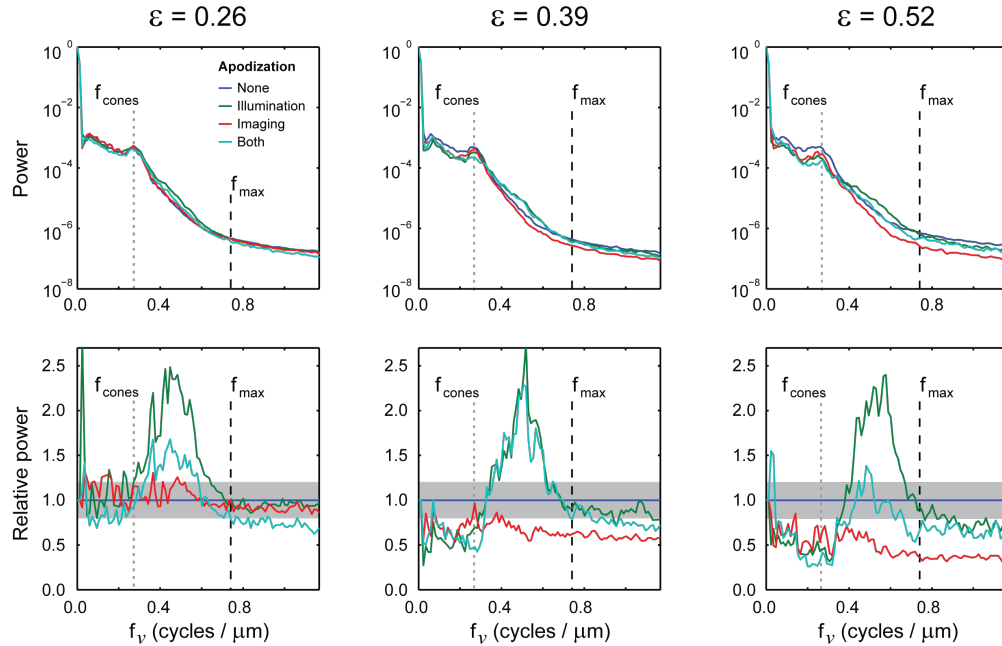 ε = 0.26
ε = 0.39
ε = 0.52
Power
10^0
10^-2
10^-4
10^-6
10^-8
f_cones
Apodization
None
Illumination
Imaging
Both
f_max
0.0
0.4
0.8
10^0
10^-2
10^-4
10^-6
10^-8
f_cones
f_max
0.0
0.4
0.8
10^0
10^-2
10^-4
10^-6
10^-8
f_cones
f_max
0.0
0.4
0.8
Relative power
2.5
2.0
1.5
1.0
0.5
0.0
f_cones
f_max
0.0
0.4
0.8
f_ν (cycles / μm)
2.5
2.0
1.5
1.0
0.5
0.0
f_cones
f_max
0.0
0.4
0.8
f_ν (cycles / μm)
2.5
2.0
1.5
1.0
0.5
0.0
f_cones
f_max
0.0
0.4
0.8
f_ν (cycles / μm)